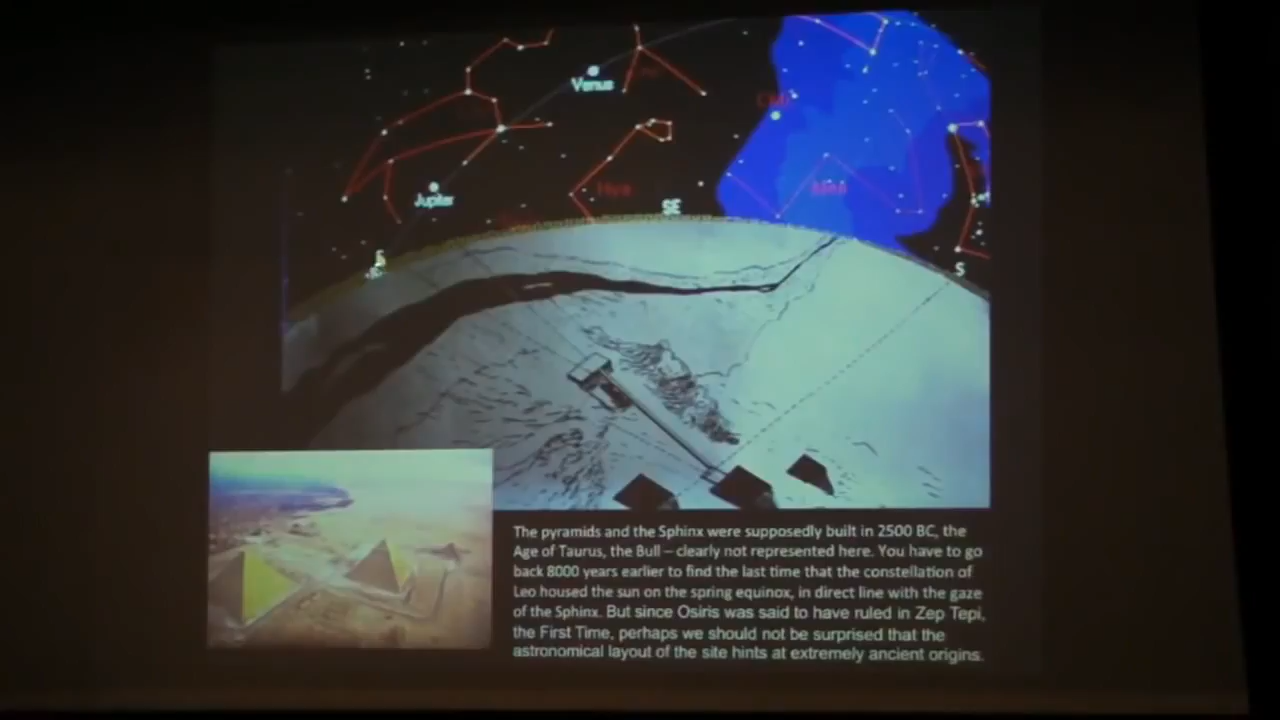 Venus
Jupiter
Hya
SE
S
The pyramids and the Sphinx were supposedly built in 2500 BC, the
Age of Taurus, the Bull – clearly not represented here. You have to go
back 8000 years earlier to find the last time that the constellation of
Leo housed the sun on the spring equinox, in direct line with the gaze
of the Sphinx. But since Osiris was said to have ruled in Zep Tepi,
the First Time, perhaps we should not be surprised that the
astronomical layout of the site hints at extremely ancient origins.